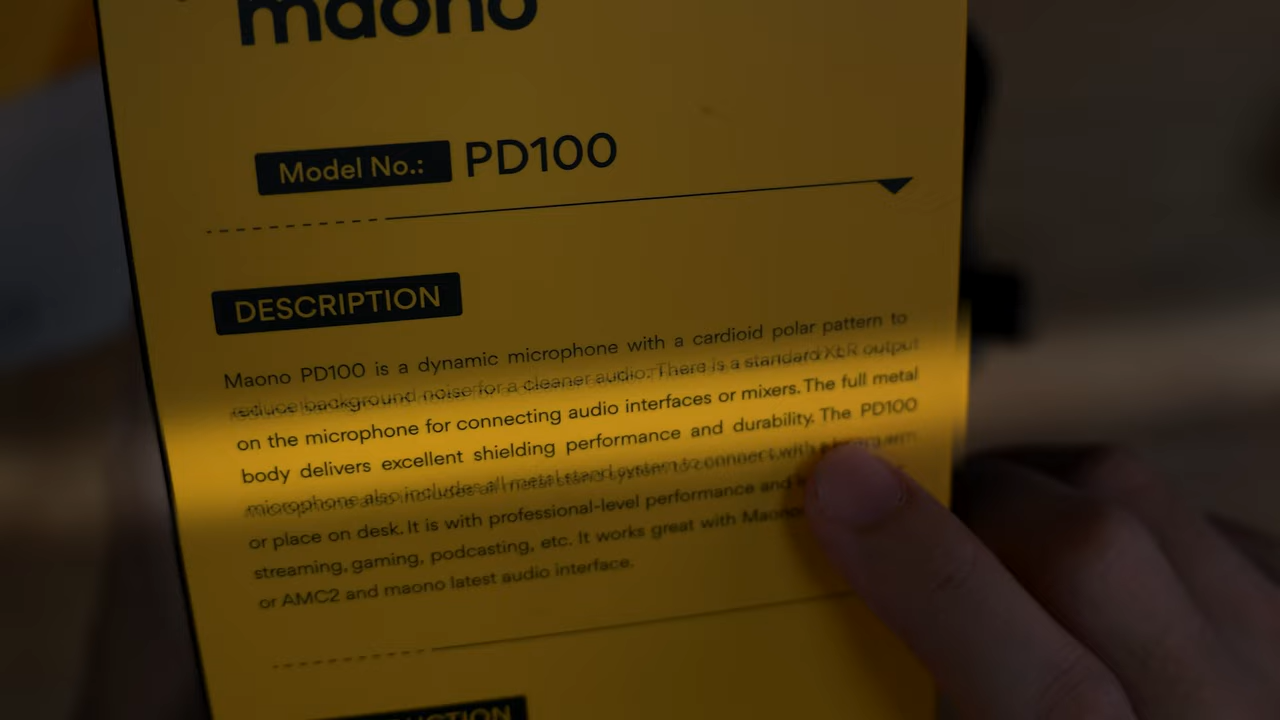 maono
Model No.: PD100
DESCRIPTION
Maono PD100 is a dynamic microphone with a cardioid polar pattern to
reduce background noise for a cleaner audio. There is a standard XLR output
on the microphone for connecting audio interfaces or mixers. The full metal
body delivers excellent shielding performance and durability. The PD100
microphone also includes all metal stand system to connect with a boom arm
or place on desk. It is with professional-level performance and
streaming, gaming, podcasting, etc. It works great with Maono
or AMC2 and maono latest audio interface.